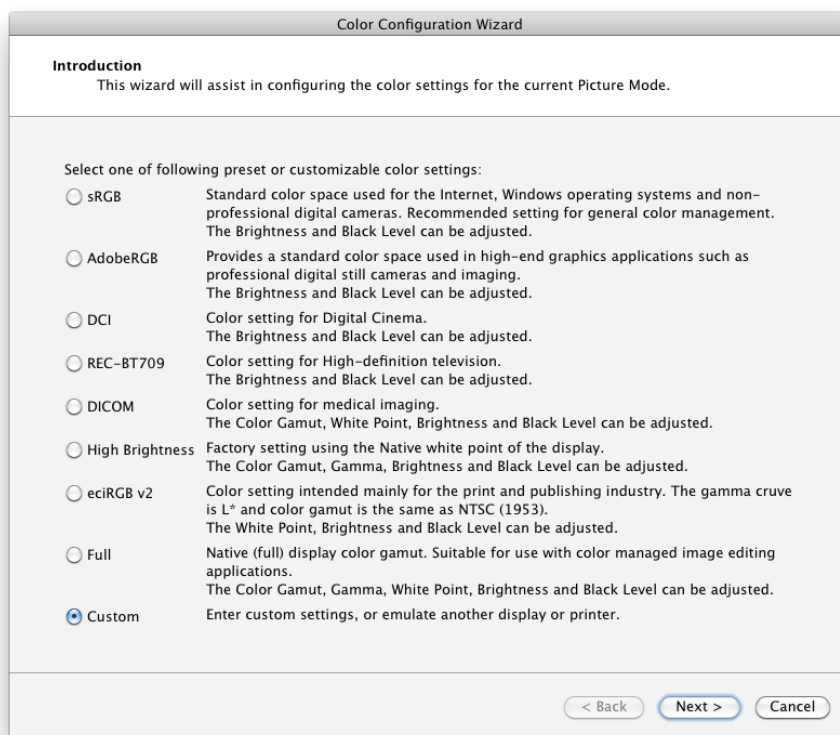 Color Configuration Wizard
Introduction
This wizard will assist in configuring the color settings for the current Picture Mode.
Select one of following preset or customizable color settings:
sRGB
Standard color space used for the Internet, Windows operating systems and non-
professional digital cameras. Recommended setting for general color management.
The Brightness and Black Level can be adjusted.
AdobeRGB
Provides a standard color space used in high-end graphics applications such as
professional digital still cameras and imaging.
The Brightness and Black Level can be adjusted.
DCI
Color setting for Digital Cinema.
The Brightness and Black Level can be adjusted.
REC-BT709
Color setting for High-definition television.
The Brightness and Black Level can be adjusted.
DICOM
Color setting for medical imaging.
The Color Gamut, White Point, Brightness and Black Level can be adjusted.
High Brightness
Factory setting using the Native white point of the display.
The Color Gamut, Gamma, Brightness and Black Level can be adjusted.
eciRGB v2
Color setting intended mainly for the print and publishing industry. The gamma cruve
is L* and color gamut is the same as NTSC (1953).
The White Point, Brightness and Black Level can be adjusted.
Full
Native (full) display color gamut. Suitable for use with color managed image editing
applications.
The Color Gamut, Gamma, White Point, Brightness and Black Level can be adjusted.
Custom
Enter custom settings, or emulate another display or printer.
< Back
Next >
Cancel